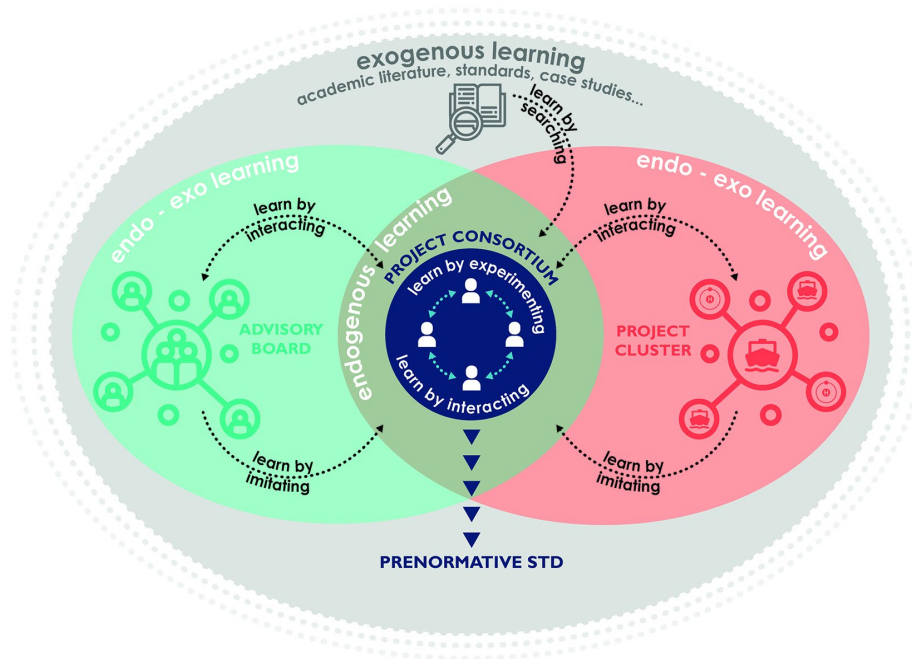 exogenous learning
academic literature, standards, case studies...
learn by
searching
endo - exo learning
endo - exo learning
learn by
interacting
endogenous learning
PROJECT CONSORTIUM
learn by
interacting
learn by experimenting
ADVISORY
BOARD
PROJECT
CLUSTER
learn by interacting
learn by
imitating
learn by
imitating
PRENORMATIVE STD